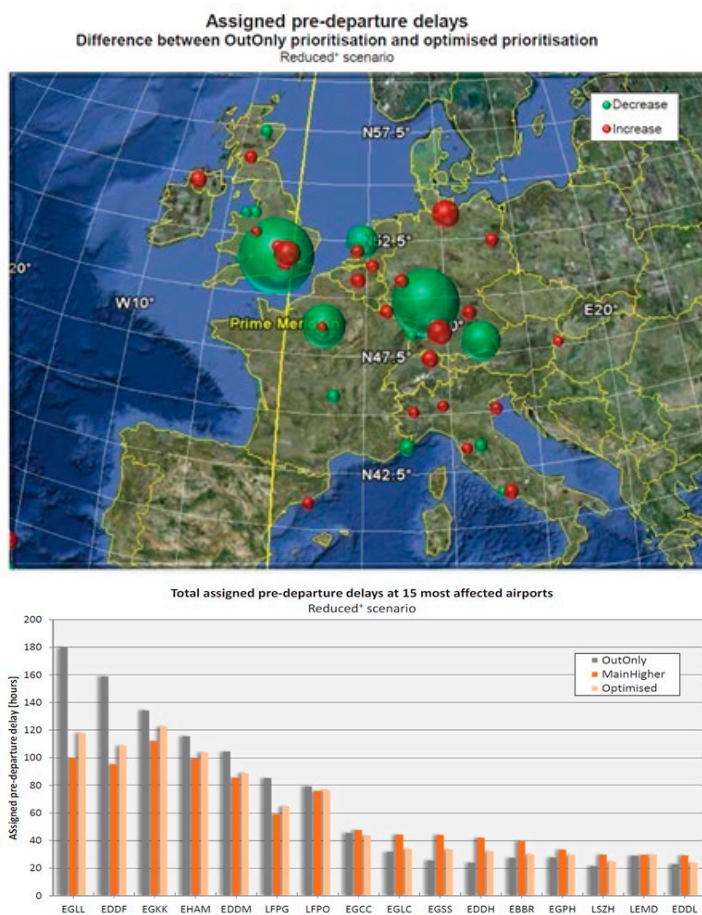 Assigned pre-departure delays
Difference between OutOnly prioritisation and optimised prioritisation
Reduced⁺ scenario
Decrease
Increase
N57.5°
N52.5°
20°
W10°
E20°
Prime Meridian
0°
N47.5°
N42.5°
Total assigned pre-departure delays at 15 most affected airports
Reduced⁺ scenario
ASsigned pre-departure delay [hours]
200
180
160
140
120
100
80
60
40
20
0
OutOnly
MainHigher
Optimised
EGLL EDDF EGKK EHAM EDDM LFPG LFPO EGCC EGLC EGSS EDDH EBBR EGPH LSZH LEMD EDDL